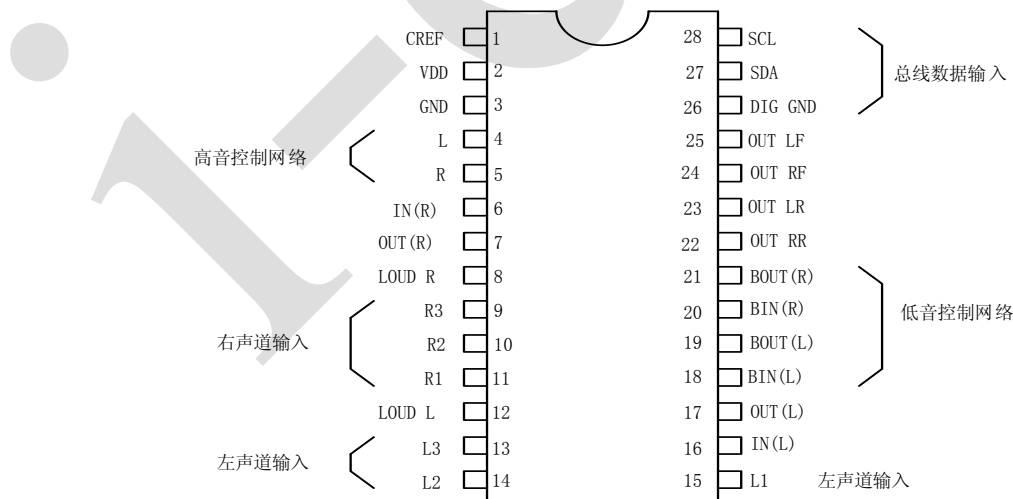 CREF 1 28 SCL
VDD 2 27 SDA 总线数据输入
GND 3 26 DIG GND
L 4 25 OUT LF
高音控制网络
R 5 24 OUT RF
IN(R) 6 23 OUT LR
OUT(R) 7 22 OUT RR
LOUD R 8 21 BOUT(R)
R3 9 20 BIN(R) 低音控制网络
右声道输入 R2 10 19 BOUT(L)
R1 11 18 BIN(L)
LOUD L 12 17 OUT(L)
L3 13 16 IN(L)
左声道输入
L2 14 15 L1 左声道输入